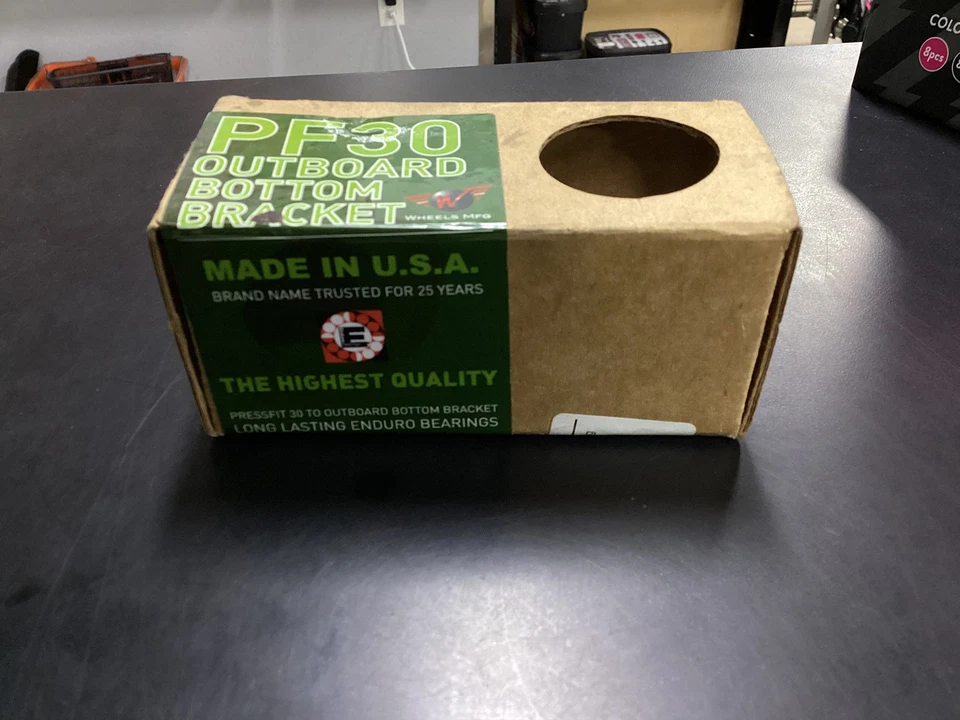 PF30
OUTBOARD
BOTTOM
BRACKET
W
WHEELS MFG
MADE IN U.S.A.
BRAND NAME TRUSTED FOR 25 YEARS
E
THE HIGHEST QUALITY
PRESSFIT 30 TO OUTBOARD BOTTOM BRACKET
LONG LASTING ENDURO BEARINGS
8pcs